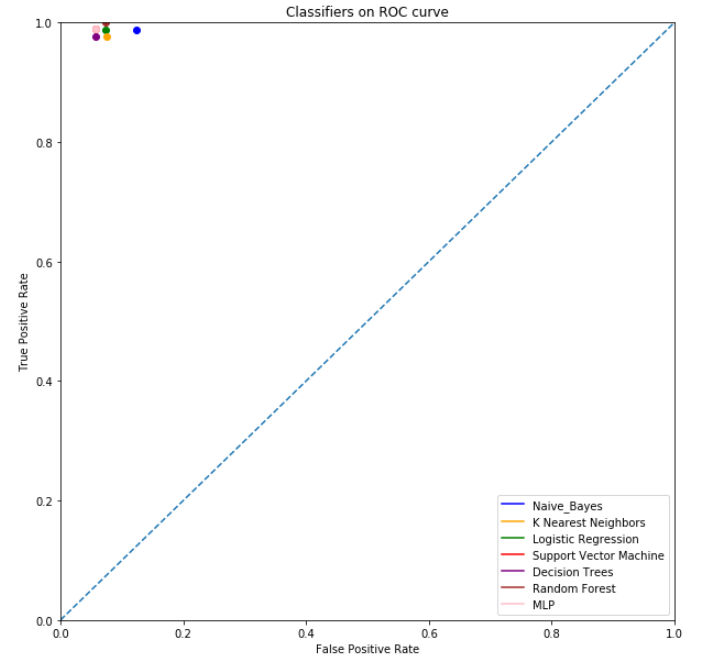 Classifiers on ROC curve
1.0
0.8
0.6
0.4
0.2
0.0
True Positive Rate
Naive_Bayes
K Nearest Neighbors
Logistic Regression
Support Vector Machine
Decision Trees
Random Forest
MLP
0.0 0.2 0.4 0.6 0.8 1.0
False Positive Rate